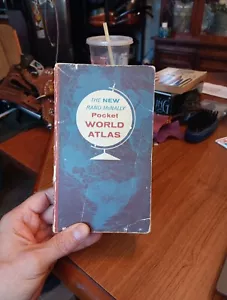 THE NEW
RAND McNALLY
Pocket
WORLD
ATLAS